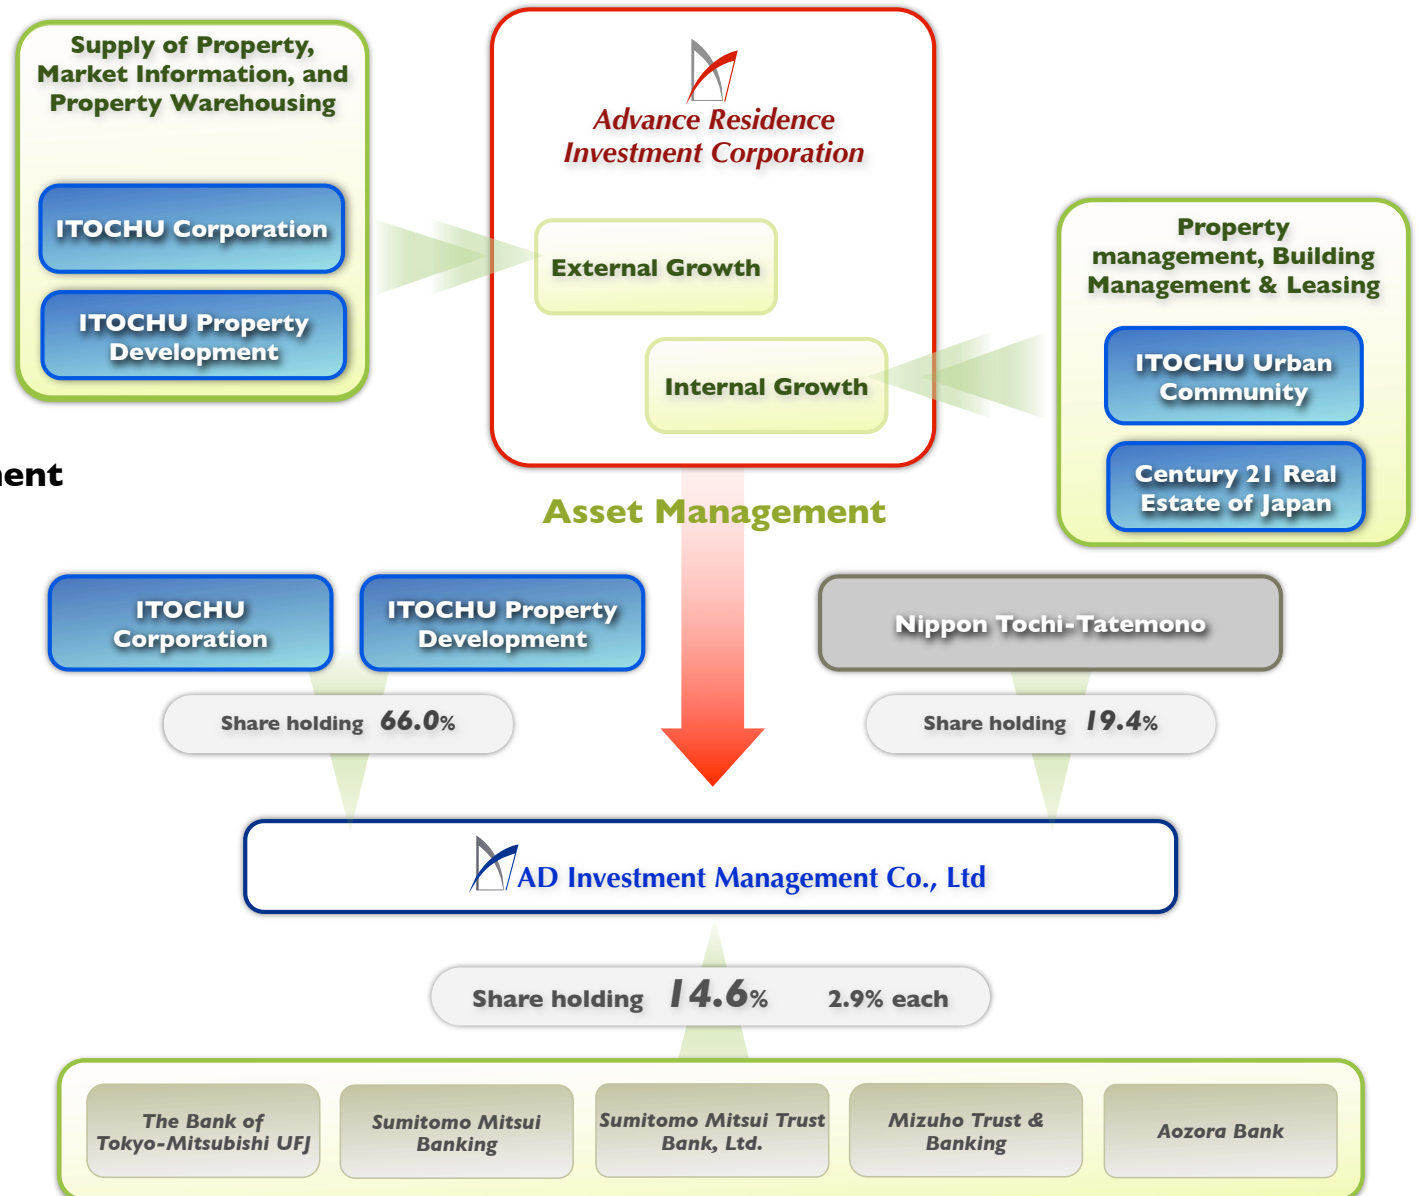 Supply of Property,
Market Information, and
Property Warehousing
ITOCHU Corporation
ITOCHU Property
Development
Advance Residence
Investment Corporation
External Growth
Internal Growth
Property
management, Building
Management & Leasing
ITOCHU Urban
Community
Century 21 Real
Estate of Japan
Asset Management
ITOCHU
Corporation
ITOCHU Property
Development
Nippon Tochi-Tatemono
Share holding 66.0%
Share holding 19.4%
AD Investment Management Co., Ltd
Share holding 14.6% 2.9% each
The Bank of
Tokyo-Mitsubishi UFJ
Sumitomo Mitsui
Banking
Sumitomo Mitsui Trust
Bank, Ltd.
Mizuho Trust &
Banking
Aozora Bank